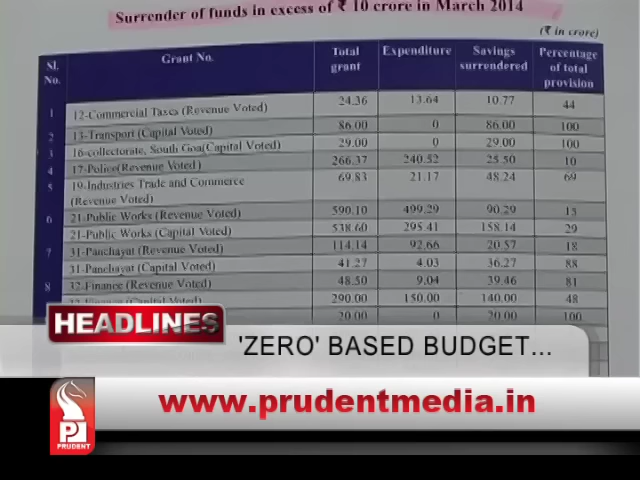 Surrender of funds in excess of ₹ 10 crore in March 2014
(₹ in crore)
Sl. No. Grant No. Total grant Expenditure Savings surrendered Percentage of total provision
1 12-Commercial Taxes (Revenue Voted) 24.36 13.64 10.77 44
2 13-Transport (Capital Voted) 86.00 0 86.00 100
3 16-collectorate, South Goa(Capital Voted) 29.00 0 29.00 100
4 17-Police(Revenue Voted) 266.37 240.52 25.50 10
5 19-Industries Trade and Commerce (Revenue Voted) 69.83 21.17 48.24 69
6 21-Public Works (Revenue Voted) 590.10 499.29 90.29 15
21-Public Works (Capital Voted) 538.60 295.41 158.14 29
7 31-Panchayat (Revenue Voted) 114.14 92.66 20.57 18
31-Panchayat (Capital Voted) 41.27 4.03 36.27 88
8 32-Finance (Revenue Voted) 48.50 9.04 39.46 81
32-Finance (Capital Voted) 290.00 150.00 140.00 48
20.00 0 20.00 100
HEADLINES
'ZERO' BASED BUDGET...
www.prudentmedia.in
PRUDENT